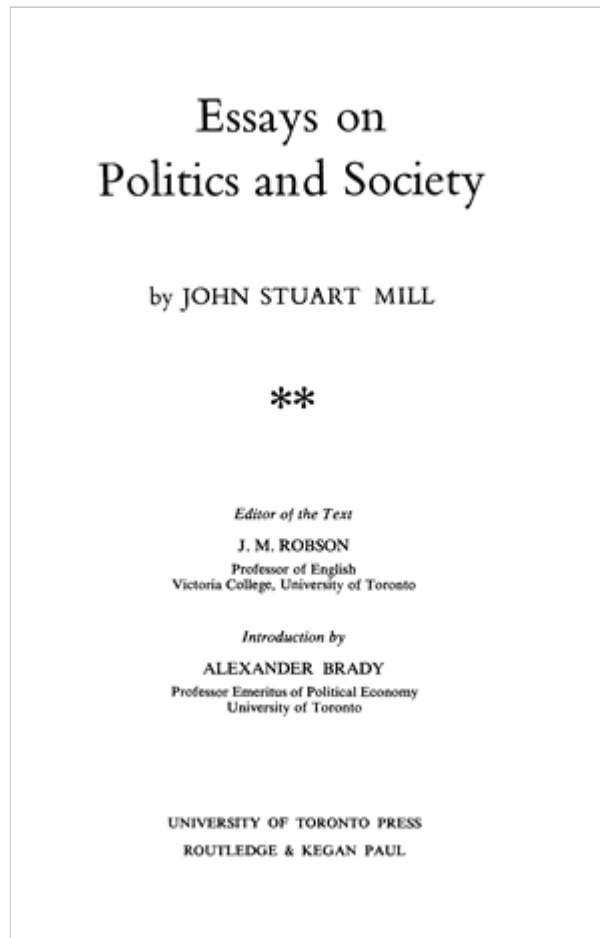 Essays on
Politics and Society
by JOHN STUART MILL
**
Editor of the Text
J. M. ROBSON
Professor of English
Victoria College, University of Toronto
Introduction by
ALEXANDER BRADY
Professor Emeritus of Political Economy
University of Toronto
UNIVERSITY OF TORONTO PRESS
ROUTLEDGE & KEGAN PAUL